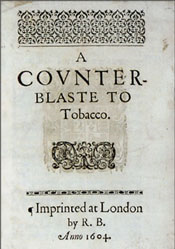 A
COVNTER-
BLASTE TO
Tobacco.
¶ Imprinted at London
by R. B.
Anno 1604.